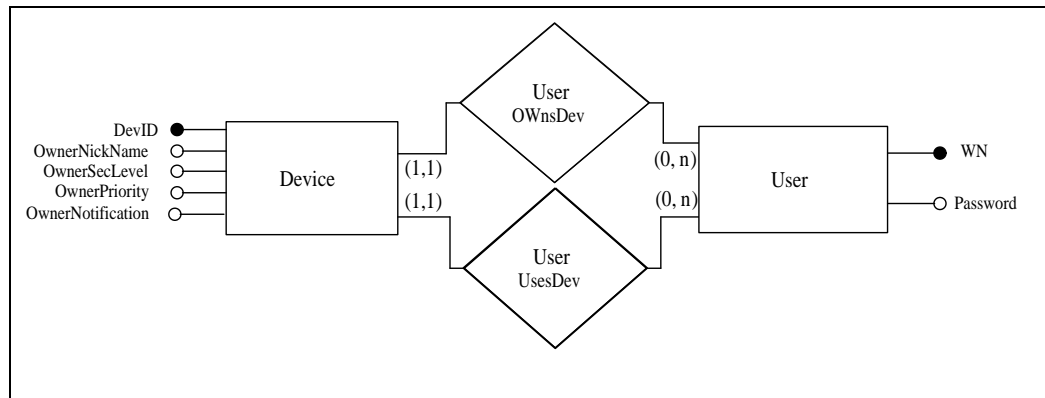 DevID
OwnerNickName
OwnerSecLevel
OwnerPriority
OwnerNotification
Device
(1,1)
(1,1)
User
OWnsDev
User
UsesDev
(0, n)
(0, n)
User
WN
Password